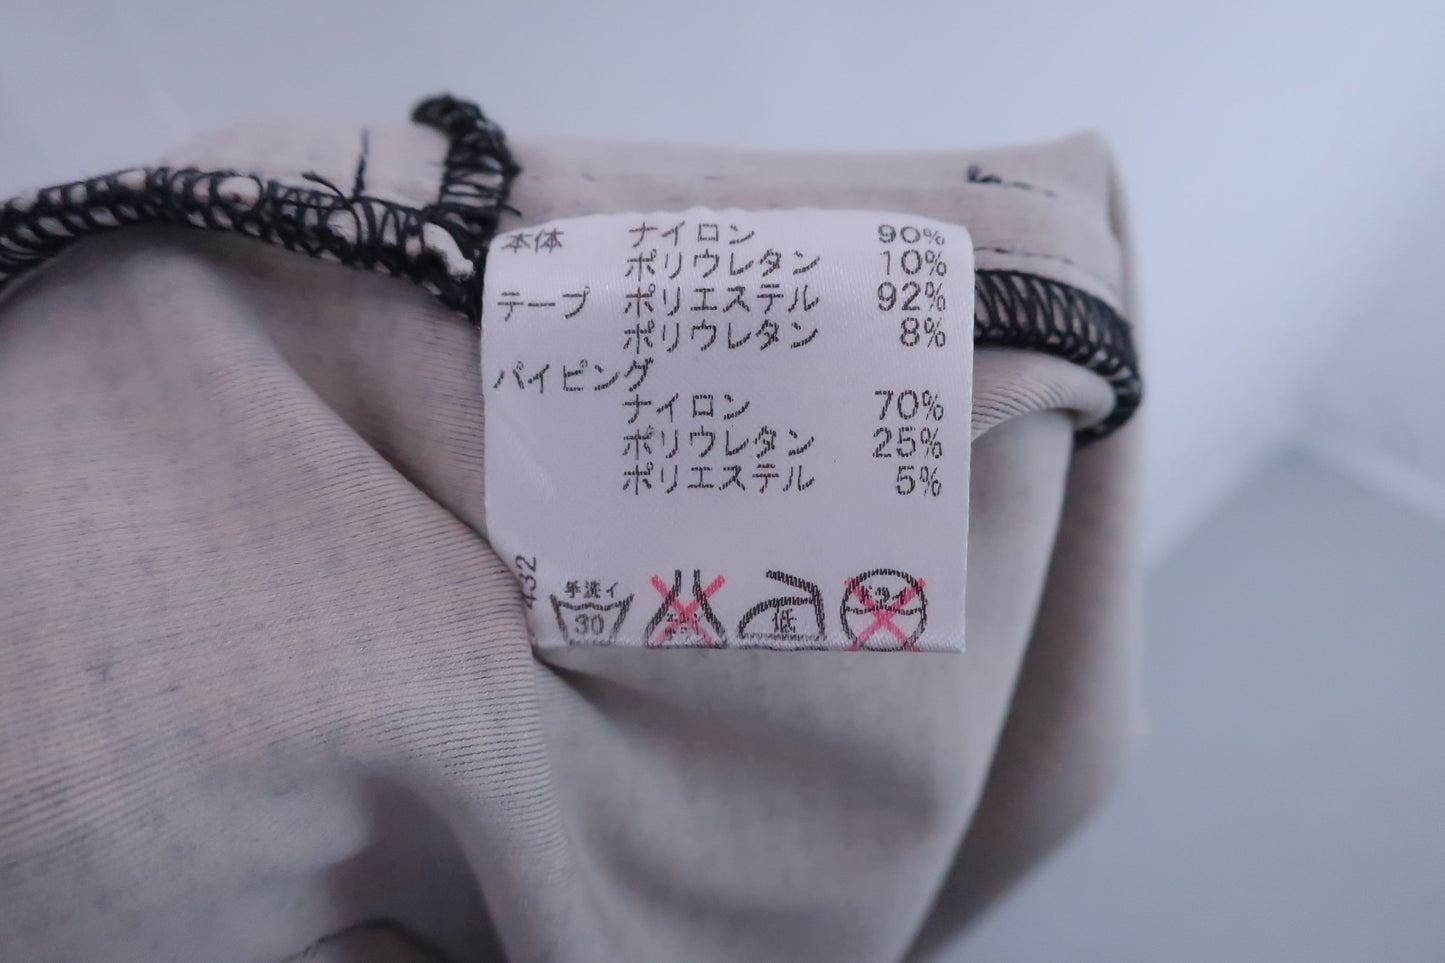 本体 ナイロン 90%
ポリウレタン 10%
テープ ポリエステル 92%
ポリウレタン 8%
パイピング
ナイロン 70%
ポリウレタン 25%
ポリエステル 5%
432
手洗イ
30
低
ドライ